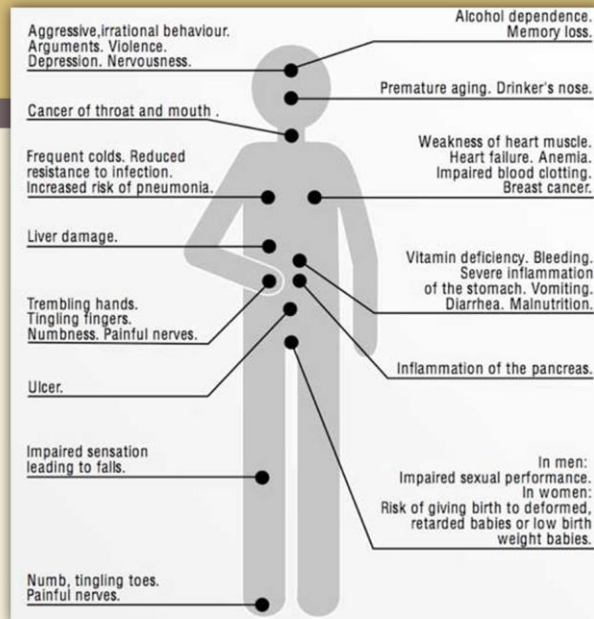 Aggressive,irrational behaviour.
Arguments. Violence.
Depression. Nervousness.
Cancer of throat and mouth .
Frequent colds. Reduced
resistance to infection.
Increased risk of pneumonia.
Liver damage.
Trembling hands.
Tingling fingers.
Numbness. Painful nerves.
Ulcer.
Impaired sensation
leading to falls.
Numb, tingling toes.
Painful nerves.
Alcohol dependence.
Memory loss.
Premature aging. Drinker's nose.
Weakness of heart muscle.
Heart failure. Anemia.
Impaired blood clotting.
Breast cancer.
Vitamin deficiency. Bleeding.
Severe inflammation
of the stomach. Vomiting.
Diarrhea. Malnutrition.
Inflammation of the pancreas.
In men:
Impaired sexual performance.
In women:
Risk of giving birth to deformed,
retarded babies or low birth
weight babies.